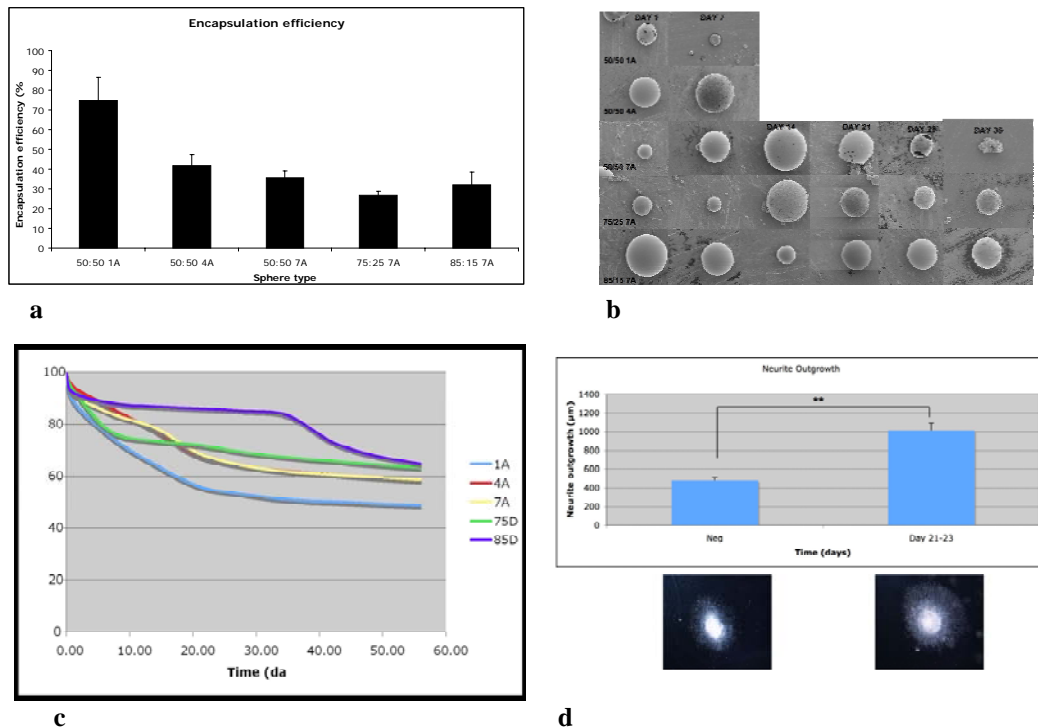 Encapsulation efficiency
Encapsulation efficiency (%
100
90
80
70
60
50
40
30
20
10
0
50:50 1A 50:50 4A 50:50 7A 75:25 7A 85:15 7A
Sphere type
a
DAY 1 DAY 7
50/50 1A
50/50 4A
DAY 14 DAY 21 DAY 28 DAY 30
50/50 7A
75/25 7A
85/15 7A
b
100
80
60
40
20
0
0.00 10.00 20.00 30.00 40.00 50.00 60.00
Time (da
1A
4A
7A
75D
85D
c
Neurite Outgrowth
Neurite outgrowth (µm)
1400
1200
1000
800
600
400
200
0
**
Neg Day 21-23
Time (days)
d